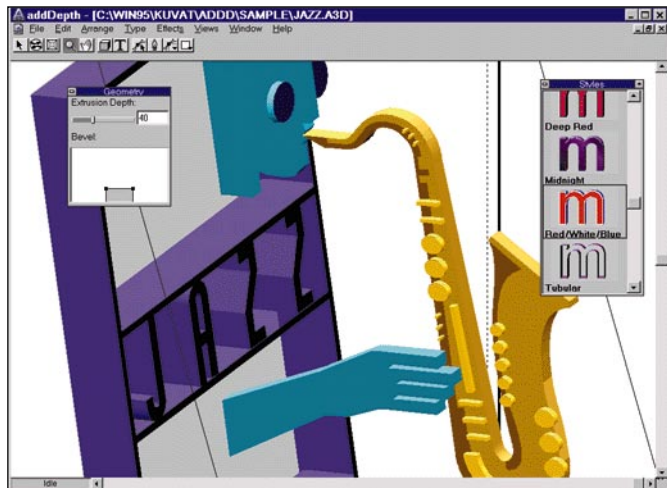 addDepth - [C:\WIN95\KUVAT\ADDD\SAMPLE\JAZZ.A3D]
File Edit Arrange Type Effects Views Window Help
Geometry
Extrusion Depth:
40
Bevel:
Styles
m
Deep Red
m
Midnight
m
Red/White/Blue
m
Tubular
JAZZ
Idle